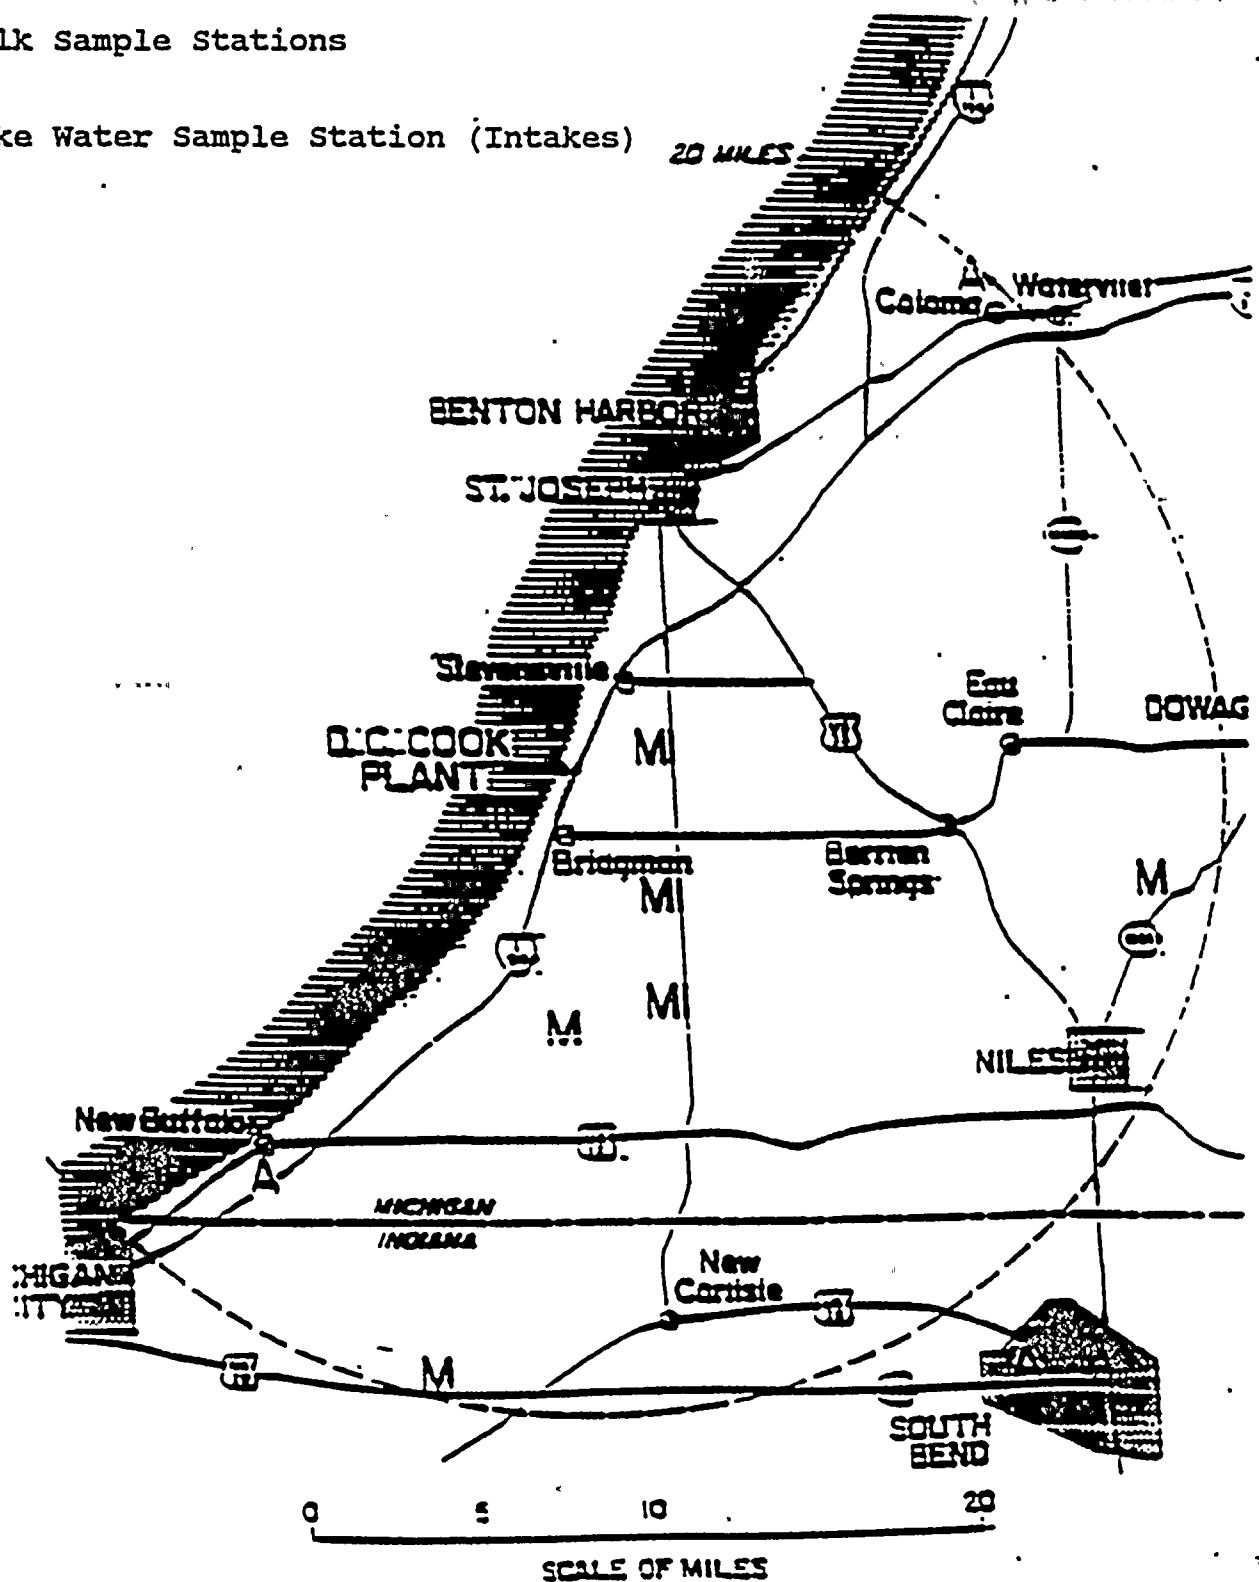 lk Sample Stations
ke Water Sample Station (Intakes)
20 MILES
A
Watervliet
Coloma
BENTON HARBOR
ST. JOSEPH
Stevensville
Eau
Claire
DOWAG
D.C. COOK
PLANT
M
Bridgman
Berrien
Springs
M
M
M
M
NILES
New Buffalo
A
MICHIGAN
INDIANA
HIGAN
ITY
New
Carlisle
M
A
SOUTH
BEND
0 5 10 20
SCALE OF MILES